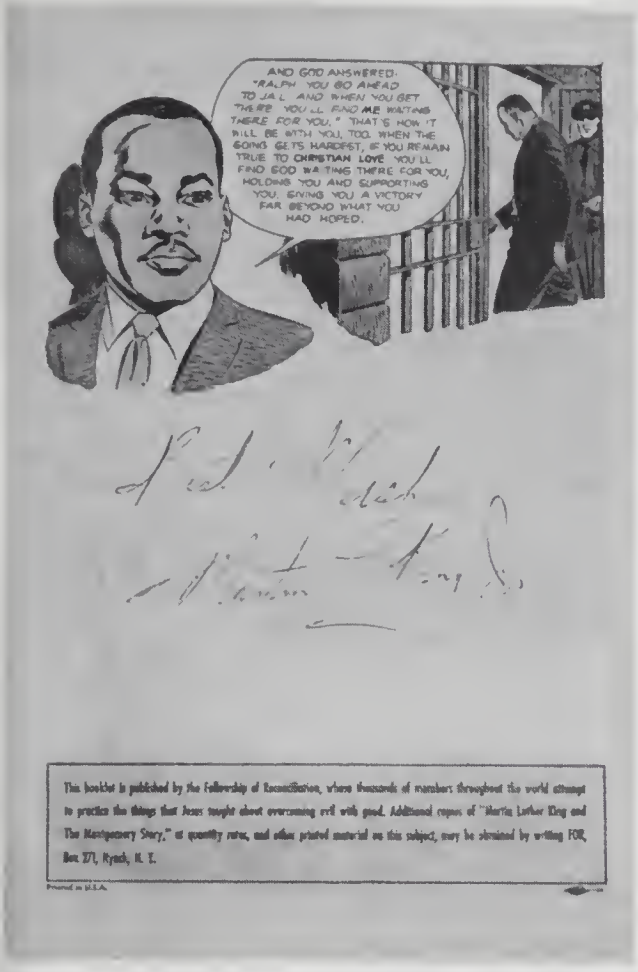 AND GOD ANSWERED.
"RALPH, YOU GO AHEAD
TO JAIL. AND WHEN YOU GET
THERE, YOU'LL FIND ME WAITING
THERE FOR YOU." THAT'S HOW IT
WILL BE WITH YOU, TOO. WHEN THE
GOING GETS HARDEST, IF YOU REMAIN
TRUE TO CHRISTIAN LOVE YOU'LL
FIND GOD WAITING THERE FOR YOU,
HOLDING YOU AND SUPPORTING
YOU, GIVING YOU A VICTORY
FAR BEYOND WHAT YOU
HAD HOPED.
Best Wishes
Martin L. King Jr.
This booklet is published by the Fellowship of Reconciliation, where thousands of members throughout the world attempt
to practice the things that Jesus taught about overcoming evil with good. Additional copies of "Martin Luther King and
The Montgomery Story," at quantity rates, and other printed material on this subject, may be obtained by writing FOR,
Box 271, Nyack, N. Y.
Printed in U.S.A.